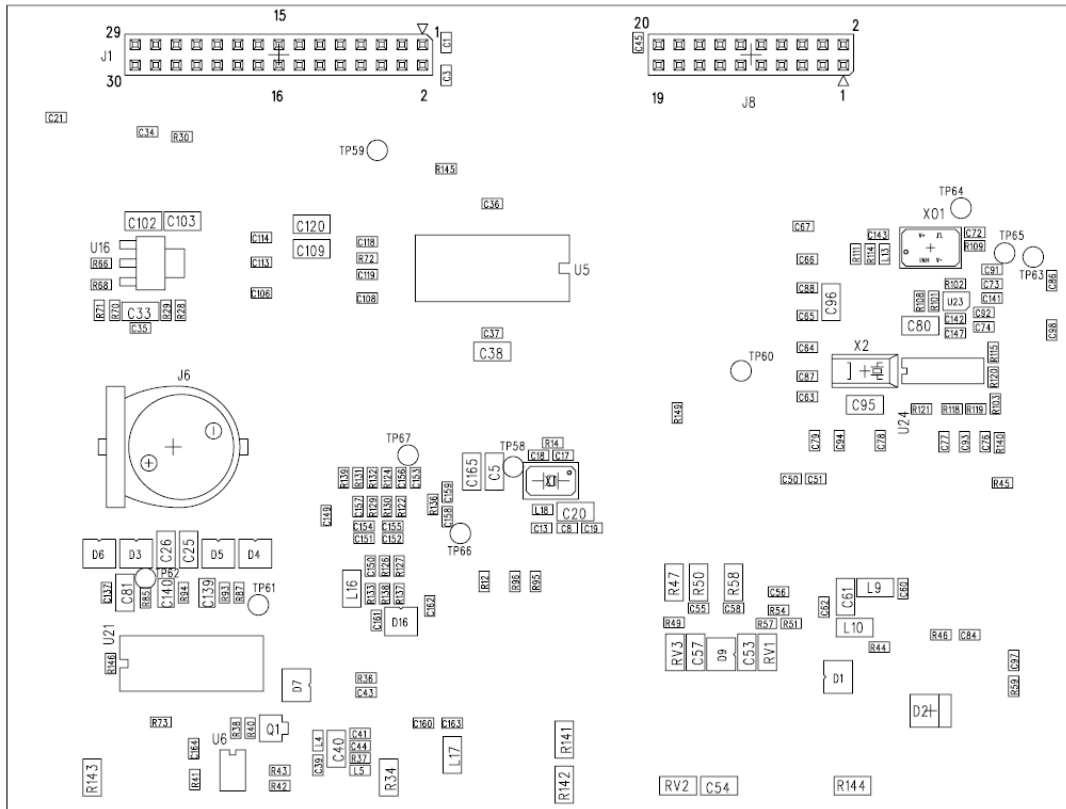 15
29
1
C1
J1
30
16
2
C3
20
C45
2
19
J8
1
C21
C34
R30
TP59
R145
C36
TP64
C102
C103
C120
C109
U16
R66
R68
C114
C113
C106
C118
R72
C119
C108
U5
C67
C66
C88
C65
C64
C87
C63
C96
C143
R111
R114
L13
XO1
V+
INH
V-
C72
R109
TP65
TP63
C91
C73
C141
C86
R102
R108
R101
U23
C142
C147
C92
C74
C80
C98
R71
R70
C33
R29
R28
C35
C37
C38
X2
TP60
R115
R120
R103
C95
U24
R121
R118
R119
R149
C79
C94
C78
C77
C93
C76
R140
J6
TP67
TP58
R14
C18
C17
C165
C5
X1
R139
R131
R132
R124
C156
C153
C159
R136
C158
C149
C157
R129
R130
R122
C154
C155
C151
C152
L18
C20
C13
C8
C19
TP66
C50
C51
R45
D6
D3
C26
C25
D5
D4
C137
C81
R85
TP62
C140
R94
C139
R93
R87
TP61
C150
R126
R127
L16
R133
R138
R137
C162
C161
D16
R12
R96
R95
R47
R50
R58
C55
C58
C56
R54
R49
R57
R51
C62
C61
L9
C60
L10
RV3
C57
D9
C53
RV1
R44
R46
C84
C97
R59
U21
R146
D7
R36
C43
D1
D2
R73
R38
R40
Q1
C164
R41
U6
R43
R42
L4
C39
C40
C41
C44
R37
L5
C160
C163
L17
R34
R143
R141
R142
RV2
C54
R144